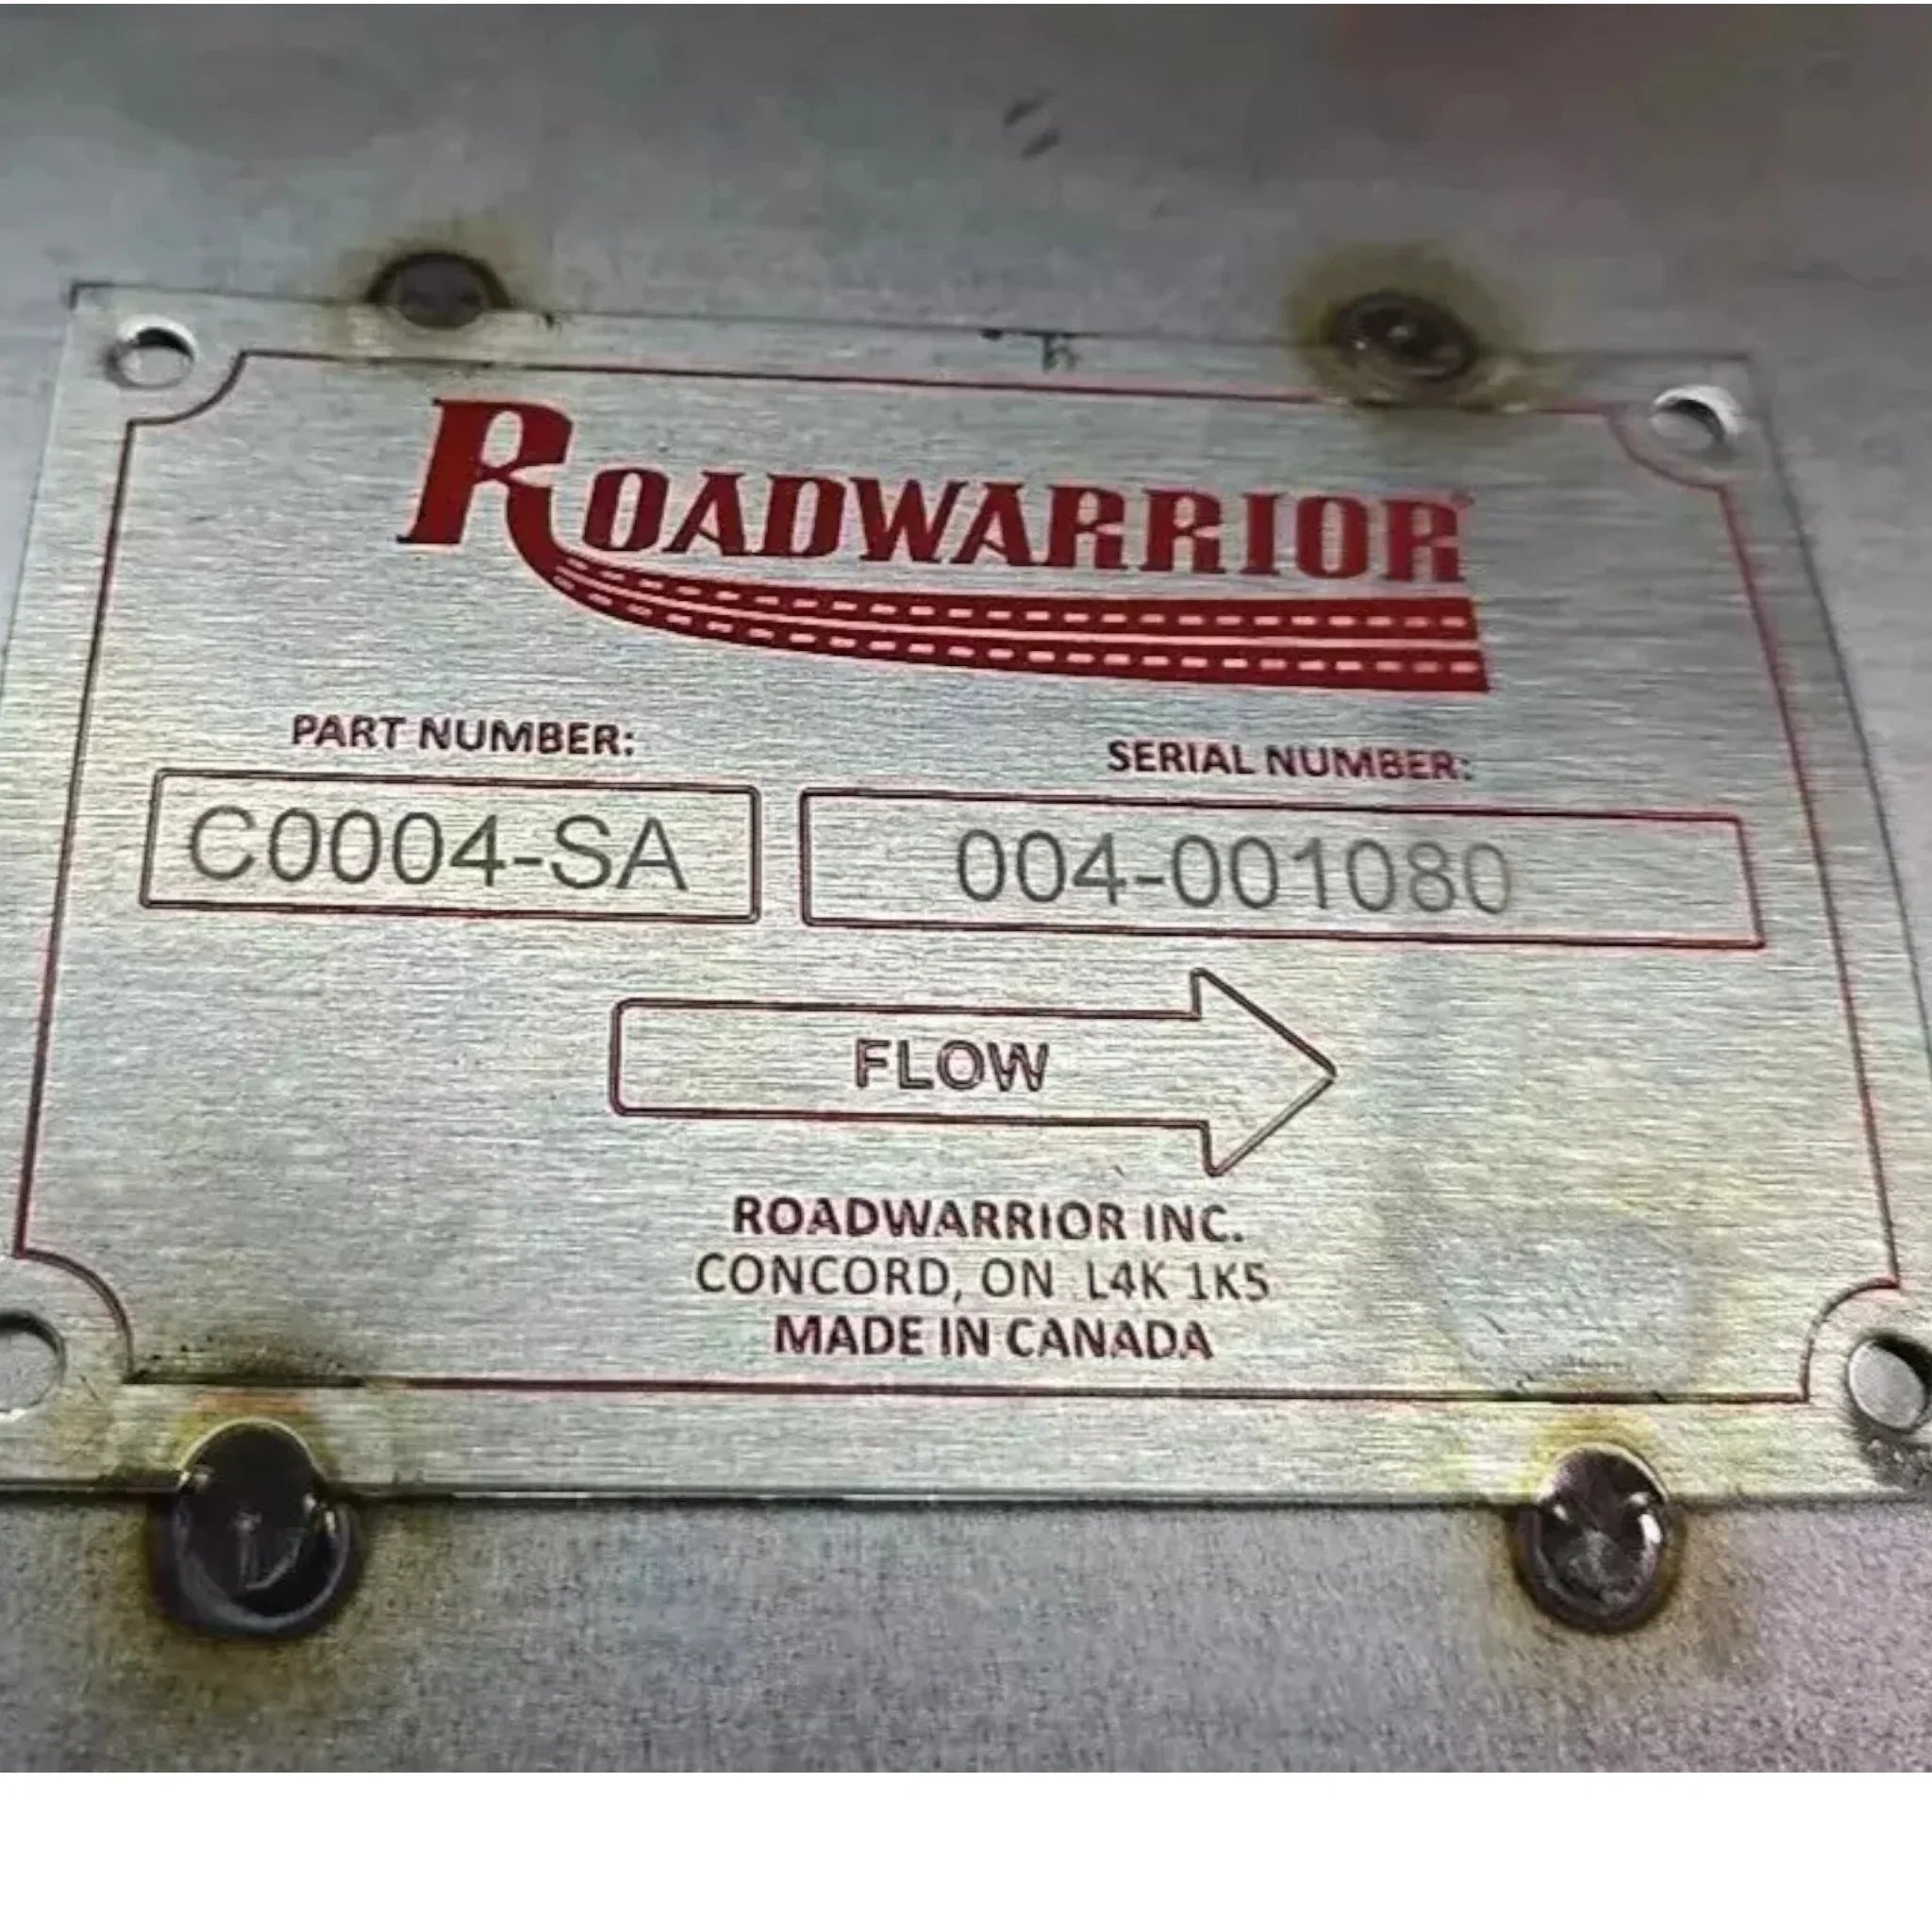 ROADWARRIOR
PART NUMBER:
SERIAL NUMBER:
C0004-SA
004-001080
FLOW
ROADWARRIOR INC.
CONCORD, ON L4K 1K5
MADE IN CANADA